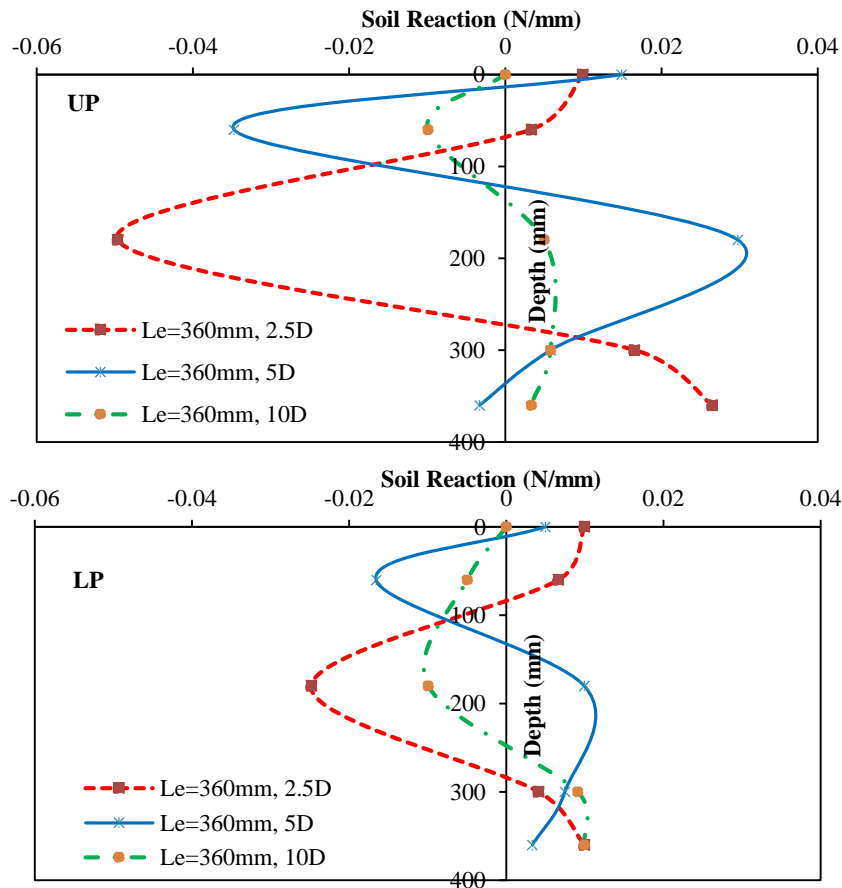 Soil Reaction (N/mm)
-0.06 -0.04 -0.02 0 0.02 0.04
UP
0
100
200
300
400
Depth (mm)
Le=360mm, 2.5D
Le=360mm, 5D
Le=360mm, 10D
Soil Reaction (N/mm)
-0.06 -0.04 -0.02 0 0.02 0.04
LP
0
100
200
300
400
Depth (mm)
Le=360mm, 2.5D
Le=360mm, 5D
Le=360mm, 10D